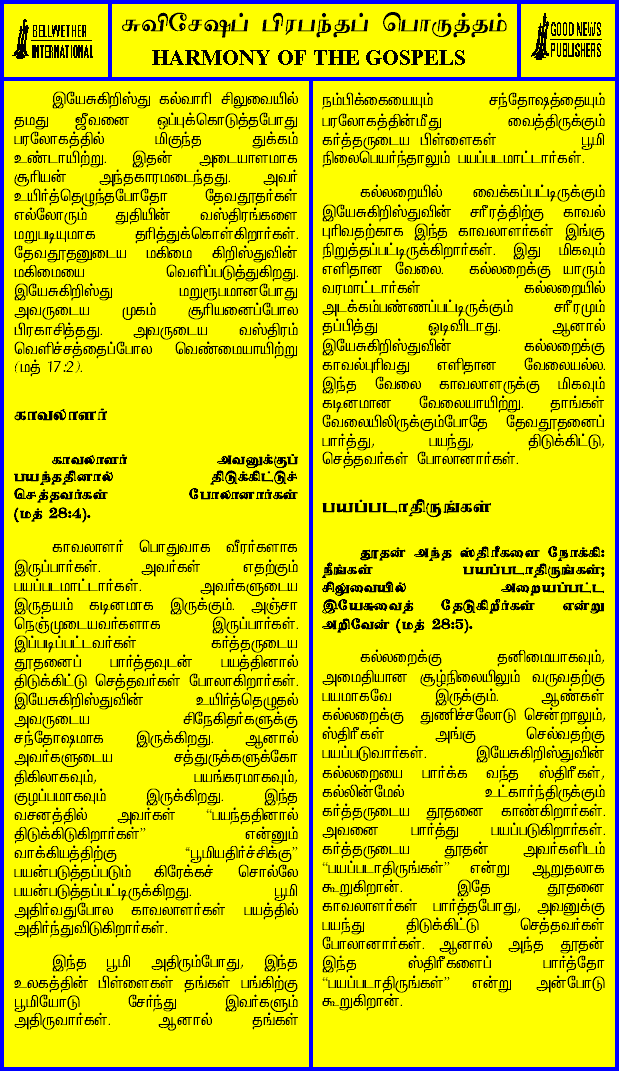 BELLWETHER
INTERNATIONAL
சுவிசேஷப் பிரபந்தப் பொருத்தம்
HARMONY OF THE GOSPELS
GOOD NEWS
PUBLISHERS
இயேசுகிறிஸ்து கல்வாரி சிலுவையில்
தமது ஜீவனை ஒப்புக்கொடுத்தபோது
பரலோகத்தில் மிகுந்த துக்கம்
உண்டாயிற்று. இதன் அடையாளமாக
சூரியன் அந்தகாரமடைந்தது. அவர்
உயிர்த்தெழுந்தபோதோ தேவதூதர்கள்
எல்லோரும் துதியின் வஸ்திரங்களை
மறுபடியுமாக தரித்துக்கொள்கிறார்கள்.
தேவதூதனுடைய மகிமை கிறிஸ்துவின்
மகிமையை வெளிப்படுத்துகிறது.
இயேசுகிறிஸ்து மறுரூபமானபோது
அவருடைய முகம் சூரியனைப்போல
பிரகாசித்தது. அவருடைய வஸ்திரம்
வெளிச்சத்தைப்போல வெண்மையாயிற்று
(மத் 17:2).
காவலாளர்
காவலாளர் அவனுக்குப்
பயந்ததினால் திடுக்கிட்டுச்
செத்தவர்கள் போலானார்கள்
(மத் 28:4).
காவலாளர் பொதுவாக வீரர்களாக
இருப்பார்கள். அவர்கள் எதற்கும்
பயப்படமாட்டார்கள். அவர்களுடைய
இருதயம் கடினமாக இருக்கும். அஞ்சா
நெஞ்முடையவர்களாக இருப்பார்கள்.
இப்படிப்பட்டவர்கள் கர்த்தருடைய
தூதனைப் பார்த்தவுடன் பயத்தினால்
திடுக்கிட்டு செத்தவர்கள் போலாகிறார்கள்.
இயேசுகிறிஸ்துவின் உயிர்த்தெழுதல்
அவருடைய சிநேகிதர்களுக்கு
சந்தோஷமாக இருக்கிறது. ஆனால்
அவர்களுடைய சத்துருக்களுக்கோ
திகிலாகவும், பயங்கரமாகவும்,
குழப்பமாகவும் இருக்கிறது. இந்த
வசனத்தில் அவர்கள் “பயந்ததினால்
திடுக்கிடுகிறார்கள்” என்னும்
வாக்கியத்திற்கு “பூமியதிர்ச்சிக்கு”
பயன்படுத்தப்படும் கிரேக்கச் சொல்லே
பயன்படுத்தப்பட்டிருக்கிறது. பூமி
அதிர்வதுபோல காவலாளர்கள் பயத்தில்
அதிர்ந்துவிடுகிறார்கள்.
இந்த பூமி அதிரும்போது, இந்த
உலகத்தின் பிள்ளைகள் தங்கள் பங்கிற்கு
பூமியோடு சேர்ந்து இவர்களும்
அதிருவார்கள். ஆனால் தங்கள்
நம்பிக்கையையும் சந்தோஷத்தையும்
பரலோகத்தின்மீது வைத்திருக்கும்
கர்த்தருடைய பிள்ளைகள் பூமி
நிலைபெயர்ந்தாலும் பயப்படமாட்டார்கள்.
கல்லறையில் வைக்கப்பட்டிருக்கும்
இயேசுகிறிஸ்துவின் சரீரத்திற்கு காவல்
புரிவதற்காக இந்த காவலாளர்கள் இங்கு
நிறுத்தப்பட்டிருக்கிறார்கள். இது மிகவும்
எளிதான வேலை. கல்லறைக்கு யாரும்
வரமாட்டார்கள் கல்லறையில்
அடக்கம்பண்ணப்பட்டிருக்கும் சரீரமும்
தப்பித்து ஓடிவிடாது. ஆனால்
இயேசுகிறிஸ்துவின் கல்லறைக்கு
காவல்புரிவது எளிதான வேலையல்ல.
இந்த வேலை காவலாளருக்கு மிகவும்
கடினமான வேலையாயிற்று. தாங்கள்
வேலையிலிருக்கும்போதே தேவதூதனைப்
பார்த்து, பயந்து, திடுக்கிட்டு,
செத்தவர்கள் போலானார்கள்.
பயப்படாதிருங்கள்
தூதன் அந்த ஸ்திரீகளை நோக்கி:
நீங்கள் பயப்படாதிருங்கள்;
சிலுவையில் அறையப்பட்ட
இயேசுவைத் தேடுகிறீர்கள் என்று
அறிவேன் (மத் 28:5).
கல்லறைக்கு தனிமையாகவும்,
அமைதியான சூழ்நிலையிலும் வருவதற்கு
பயமாகவே இருக்கும். ஆண்கள்
கல்லறைக்கு துணிச்சலோடு சென்றாலும்,
ஸ்திரீகள் அங்கு செல்வதற்கு
பயப்படுவார்கள். இயேசுகிறிஸ்துவின்
கல்லறையை பார்க்க வந்த ஸ்திரீகள்,
கல்லின்மேல் உட்கார்ந்திருக்கும்
கர்த்தருடைய தூதனை காண்கிறார்கள்.
அவனை பார்த்து பயப்படுகிறார்கள்.
கர்த்தருடைய தூதன் அவர்களிடம்
“பயப்படாதிருங்கள்” என்று ஆறுதலாக
கூறுகிறான். இதே தூதனை
காவலாளர்கள் பார்த்தபோது, அவனுக்கு
பயந்து திடுக்கிட்டு செத்தவர்கள்
போலானார்கள். ஆனால் அந்த தூதன்
இந்த ஸ்திரீகளைப் பார்த்தோ
“பயப்படாதிருங்கள்” என்று அன்போடு
கூறுகிறான்.